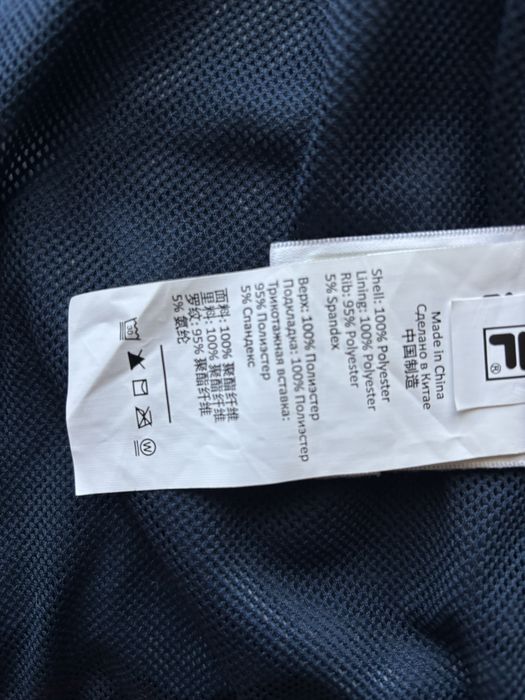 Made in China
Сделано в Китае
中国制造
Shell: 100% Polyester
Lining: 100% Polyester
Rib: 95% Polyester
5% Spandex
Верх: 100% Полиэстер
Подкладка: 100% Полиэстер
Трикотажная вставка:
95% Полиэстер
5% Спандекс
面料: 100% 聚酯纤维
里料: 100% 聚酯纤维
罗纹: 95% 聚酯纤维
5% 氨纶
30
W
®